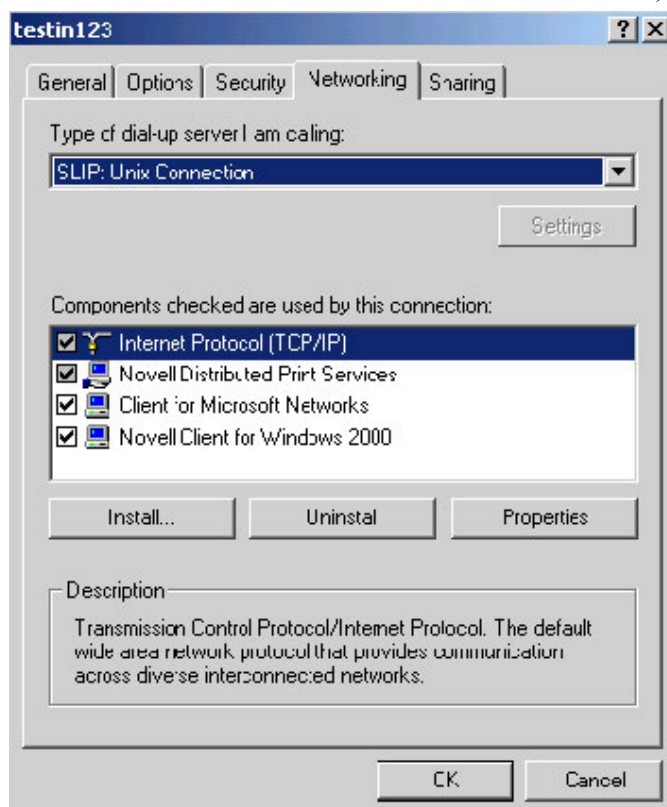 testin123
General Options Security Networking Sharing
Type of dial-up server I am calling:
SLIP: Unix Connection
Settings
Components checked are used by this connection:
Internet Protocol (TCP/IP)
Novell Distributed Print Services
Client for Microsoft Networks
Novell Client for Windows 2000
Install... Uninstal Properties
Description
Transmission Control Protocol/Internet Protocol. The default
wide area network protocol that provides communication
across diverse interconnected networks.
OK Cancel